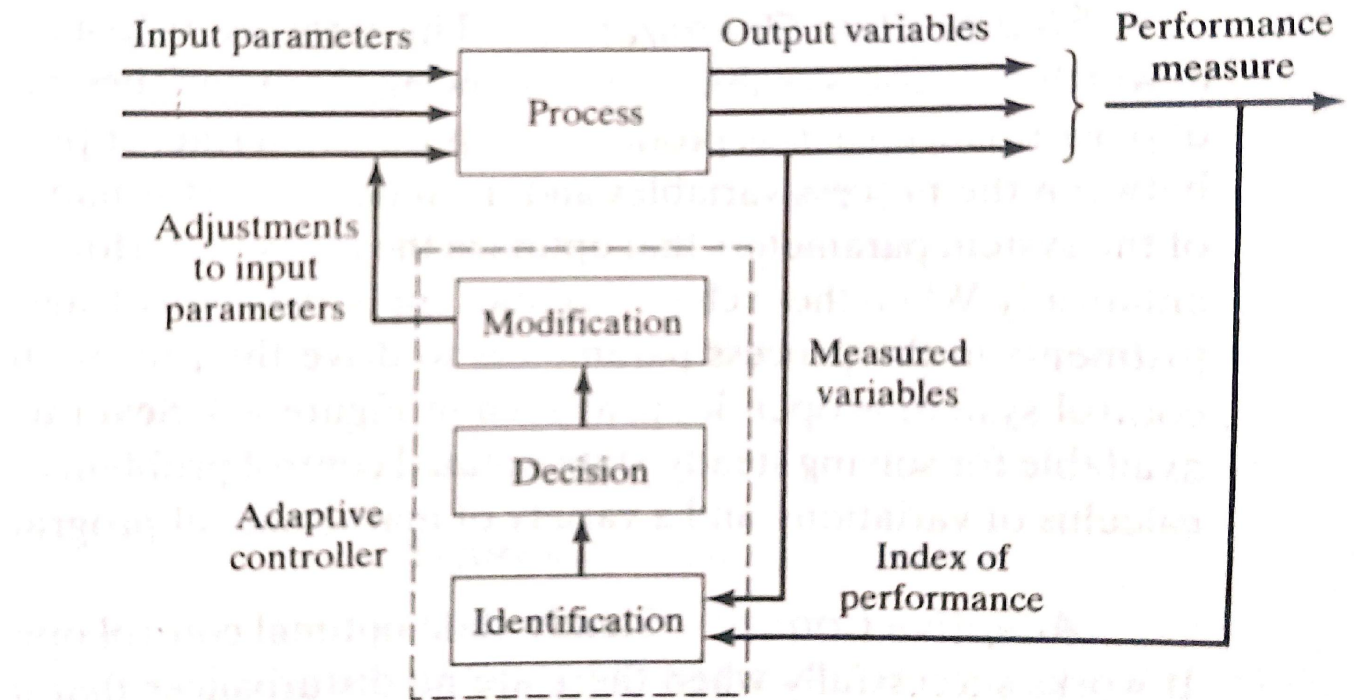 Input parameters
Output variables
Performance
measure
Process
Adjustments
to input
parameters
Modification
Measured
variables
Decision
Adaptive
controller
Index of
performance
Identification